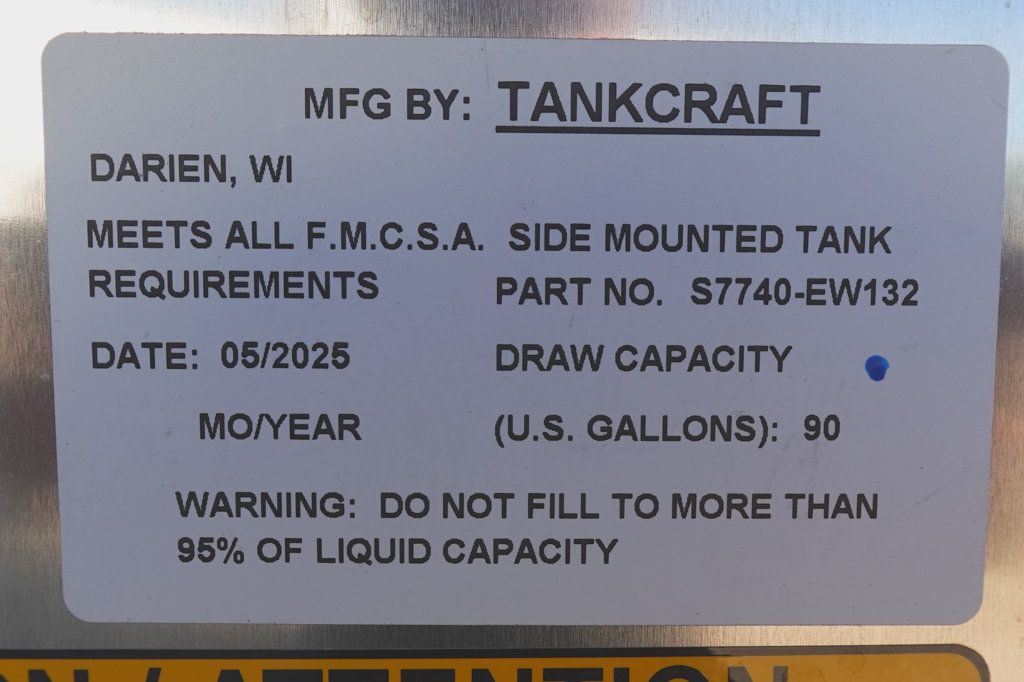 MFG BY: TANKCRAFT
DARIEN, WI
MEETS ALL F.M.C.S.A. SIDE MOUNTED TANK
REQUIREMENTS PART NO. S7740-EW132
DATE: 05/2025 DRAW CAPACITY
MO/YEAR (U.S. GALLONS): 90
WARNING: DO NOT FILL TO MORE THAN
95% OF LIQUID CAPACITY
ATTENTION